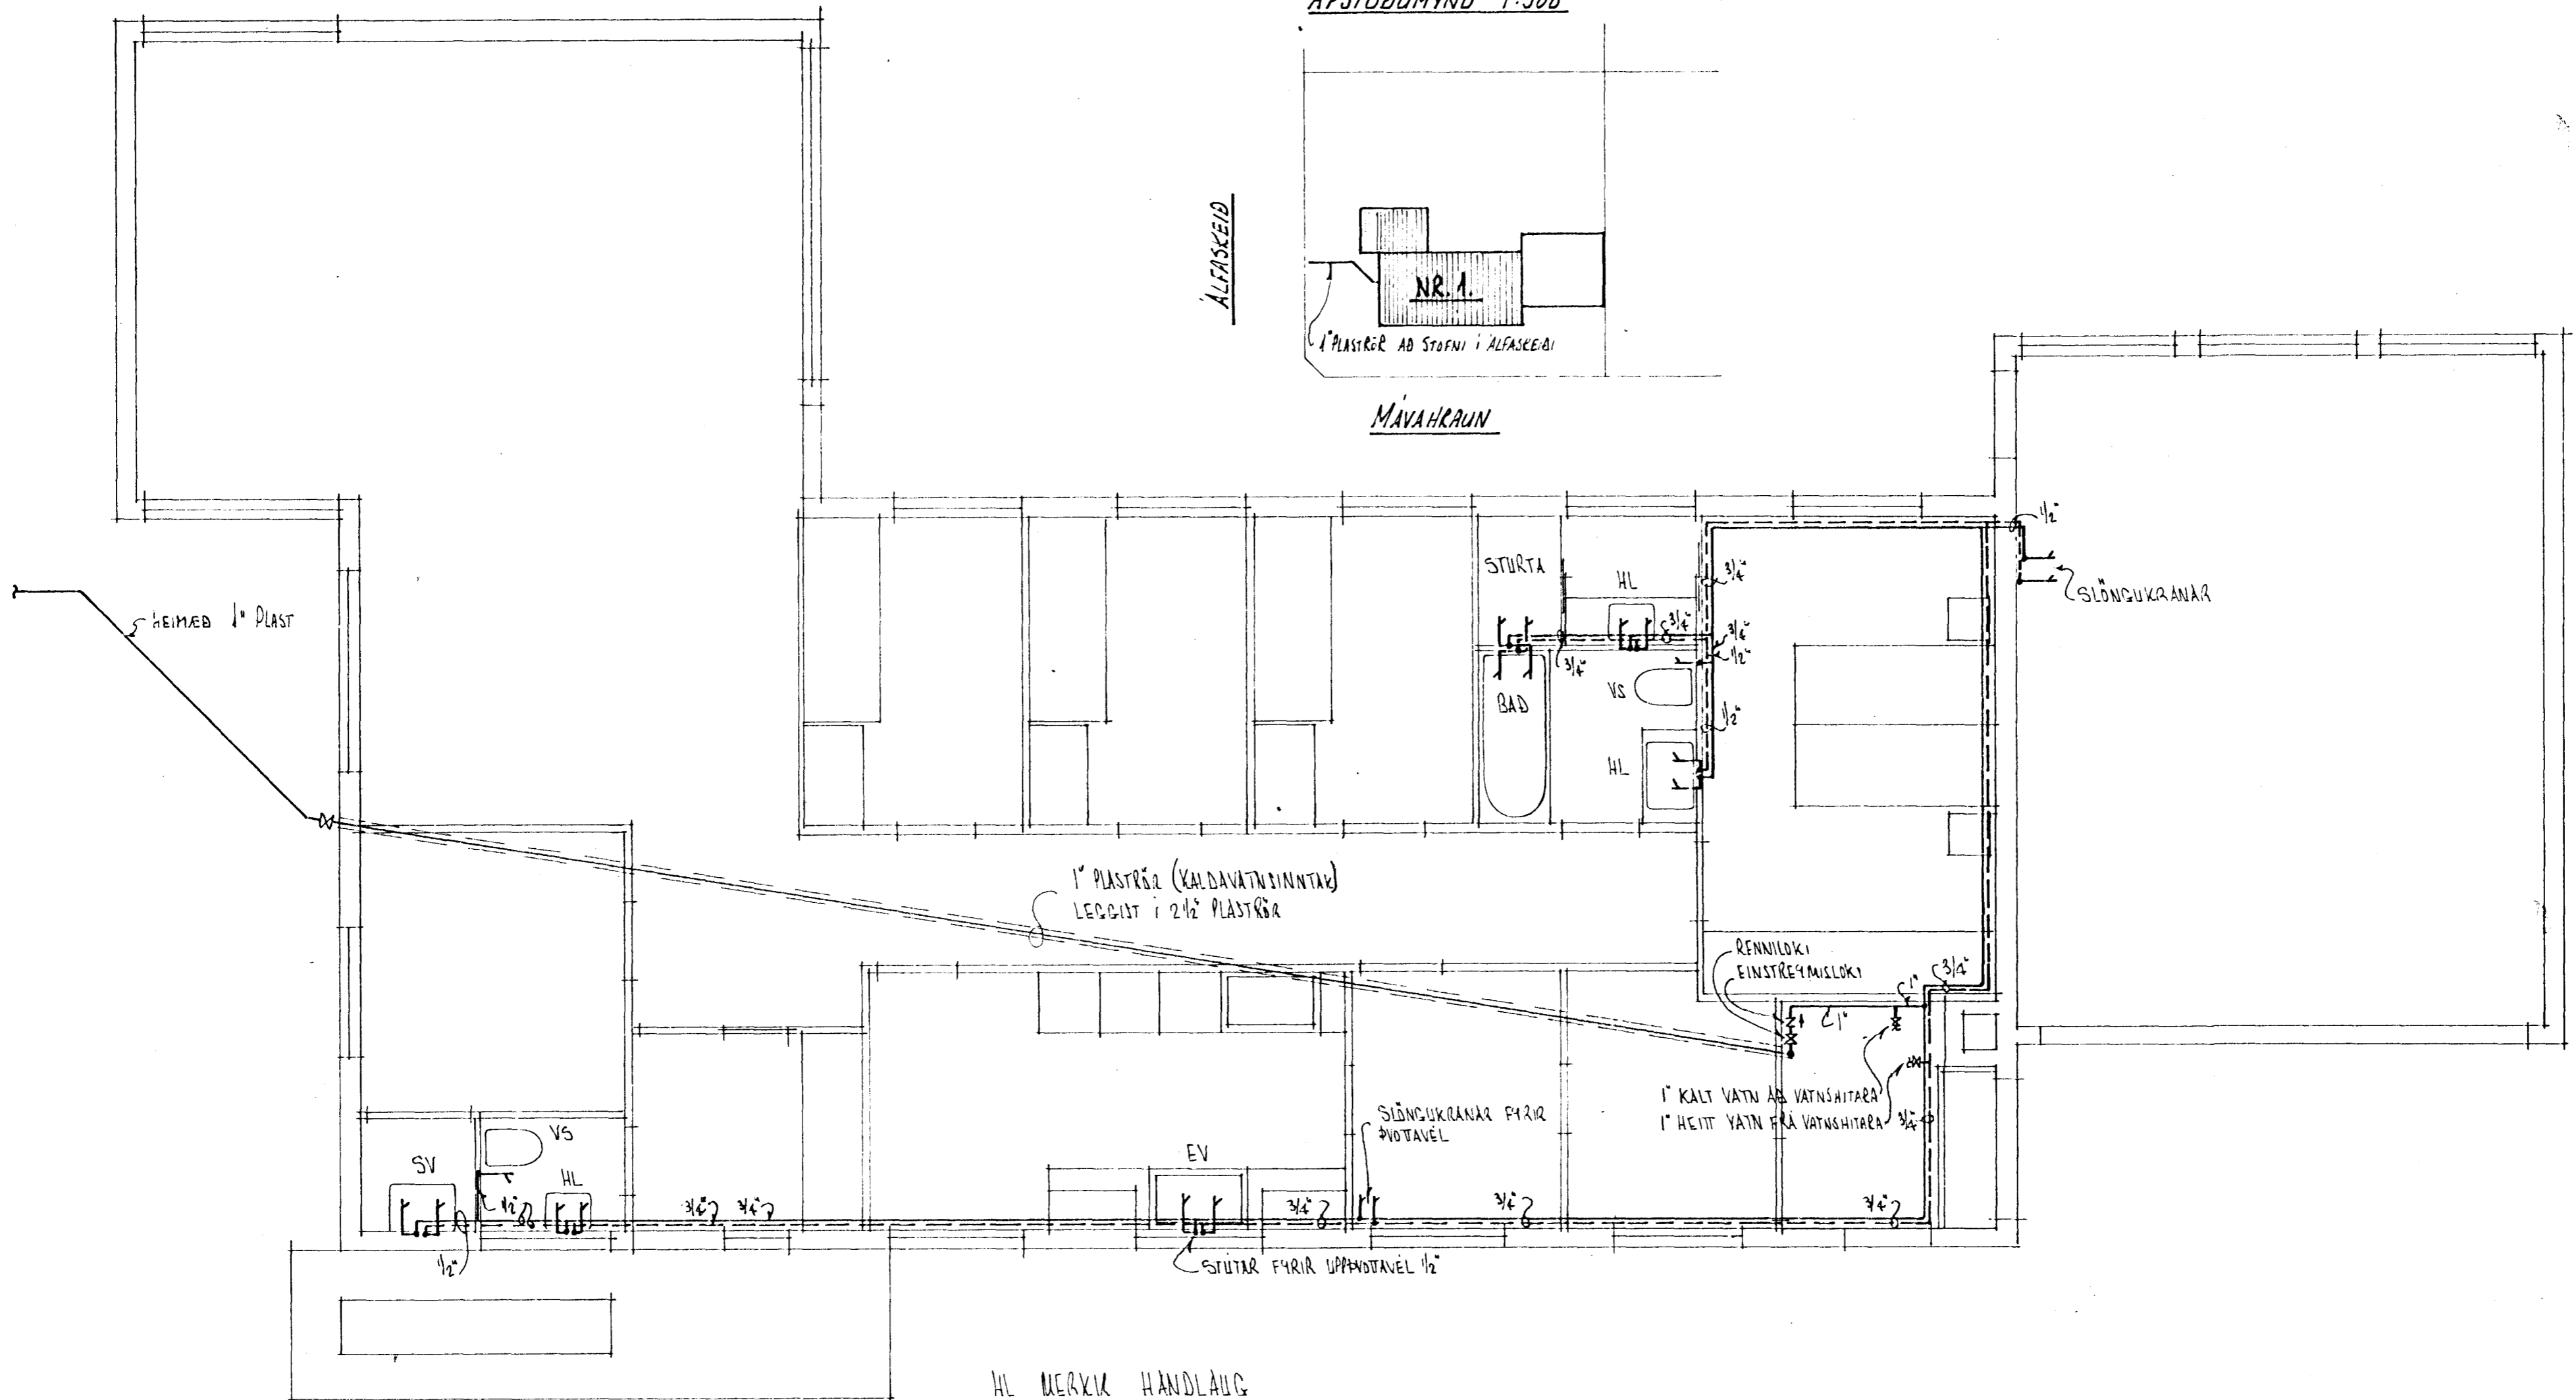 AFSTÖÐUMYND 1:500
ÁLFASKEIÐ
NR. 1.
1" PLASTRÖR AÐ STOFNI Í ÁLFASKEIÐI
MÁVAHRAUN
HEIMÆÐ 1" PLAST
STURTA
HL
3/4"
3/4"
3/4"
3/4"
1/2"
1/2"
VS
BAÐ
HL
1/2"
SLÖNGUKRANAR
1" PLASTRÖR (KALDAVATNSINNTAK)
LEGGIST Í 2 1/2" PLASTRÖR
RENNILOKI
EINSTREYMISLOKI
1"
1"
3/4"
1" KALT VATN AÐ VATNSHITARA
1" HEITT VATN FRÁ VATNSHITARA
3/4"
SLÖNGUKRANAR FYRIR
ÞVOTTAVÉL
VS
SV
HL
EV
1/2"
3/4"
3/4"
3/4"
3/4"
3/4"
1/2"
STÚTAR FYRIR UPPÞVOTTAVÉL 1/2"
HL MERKIR HANDLAUG